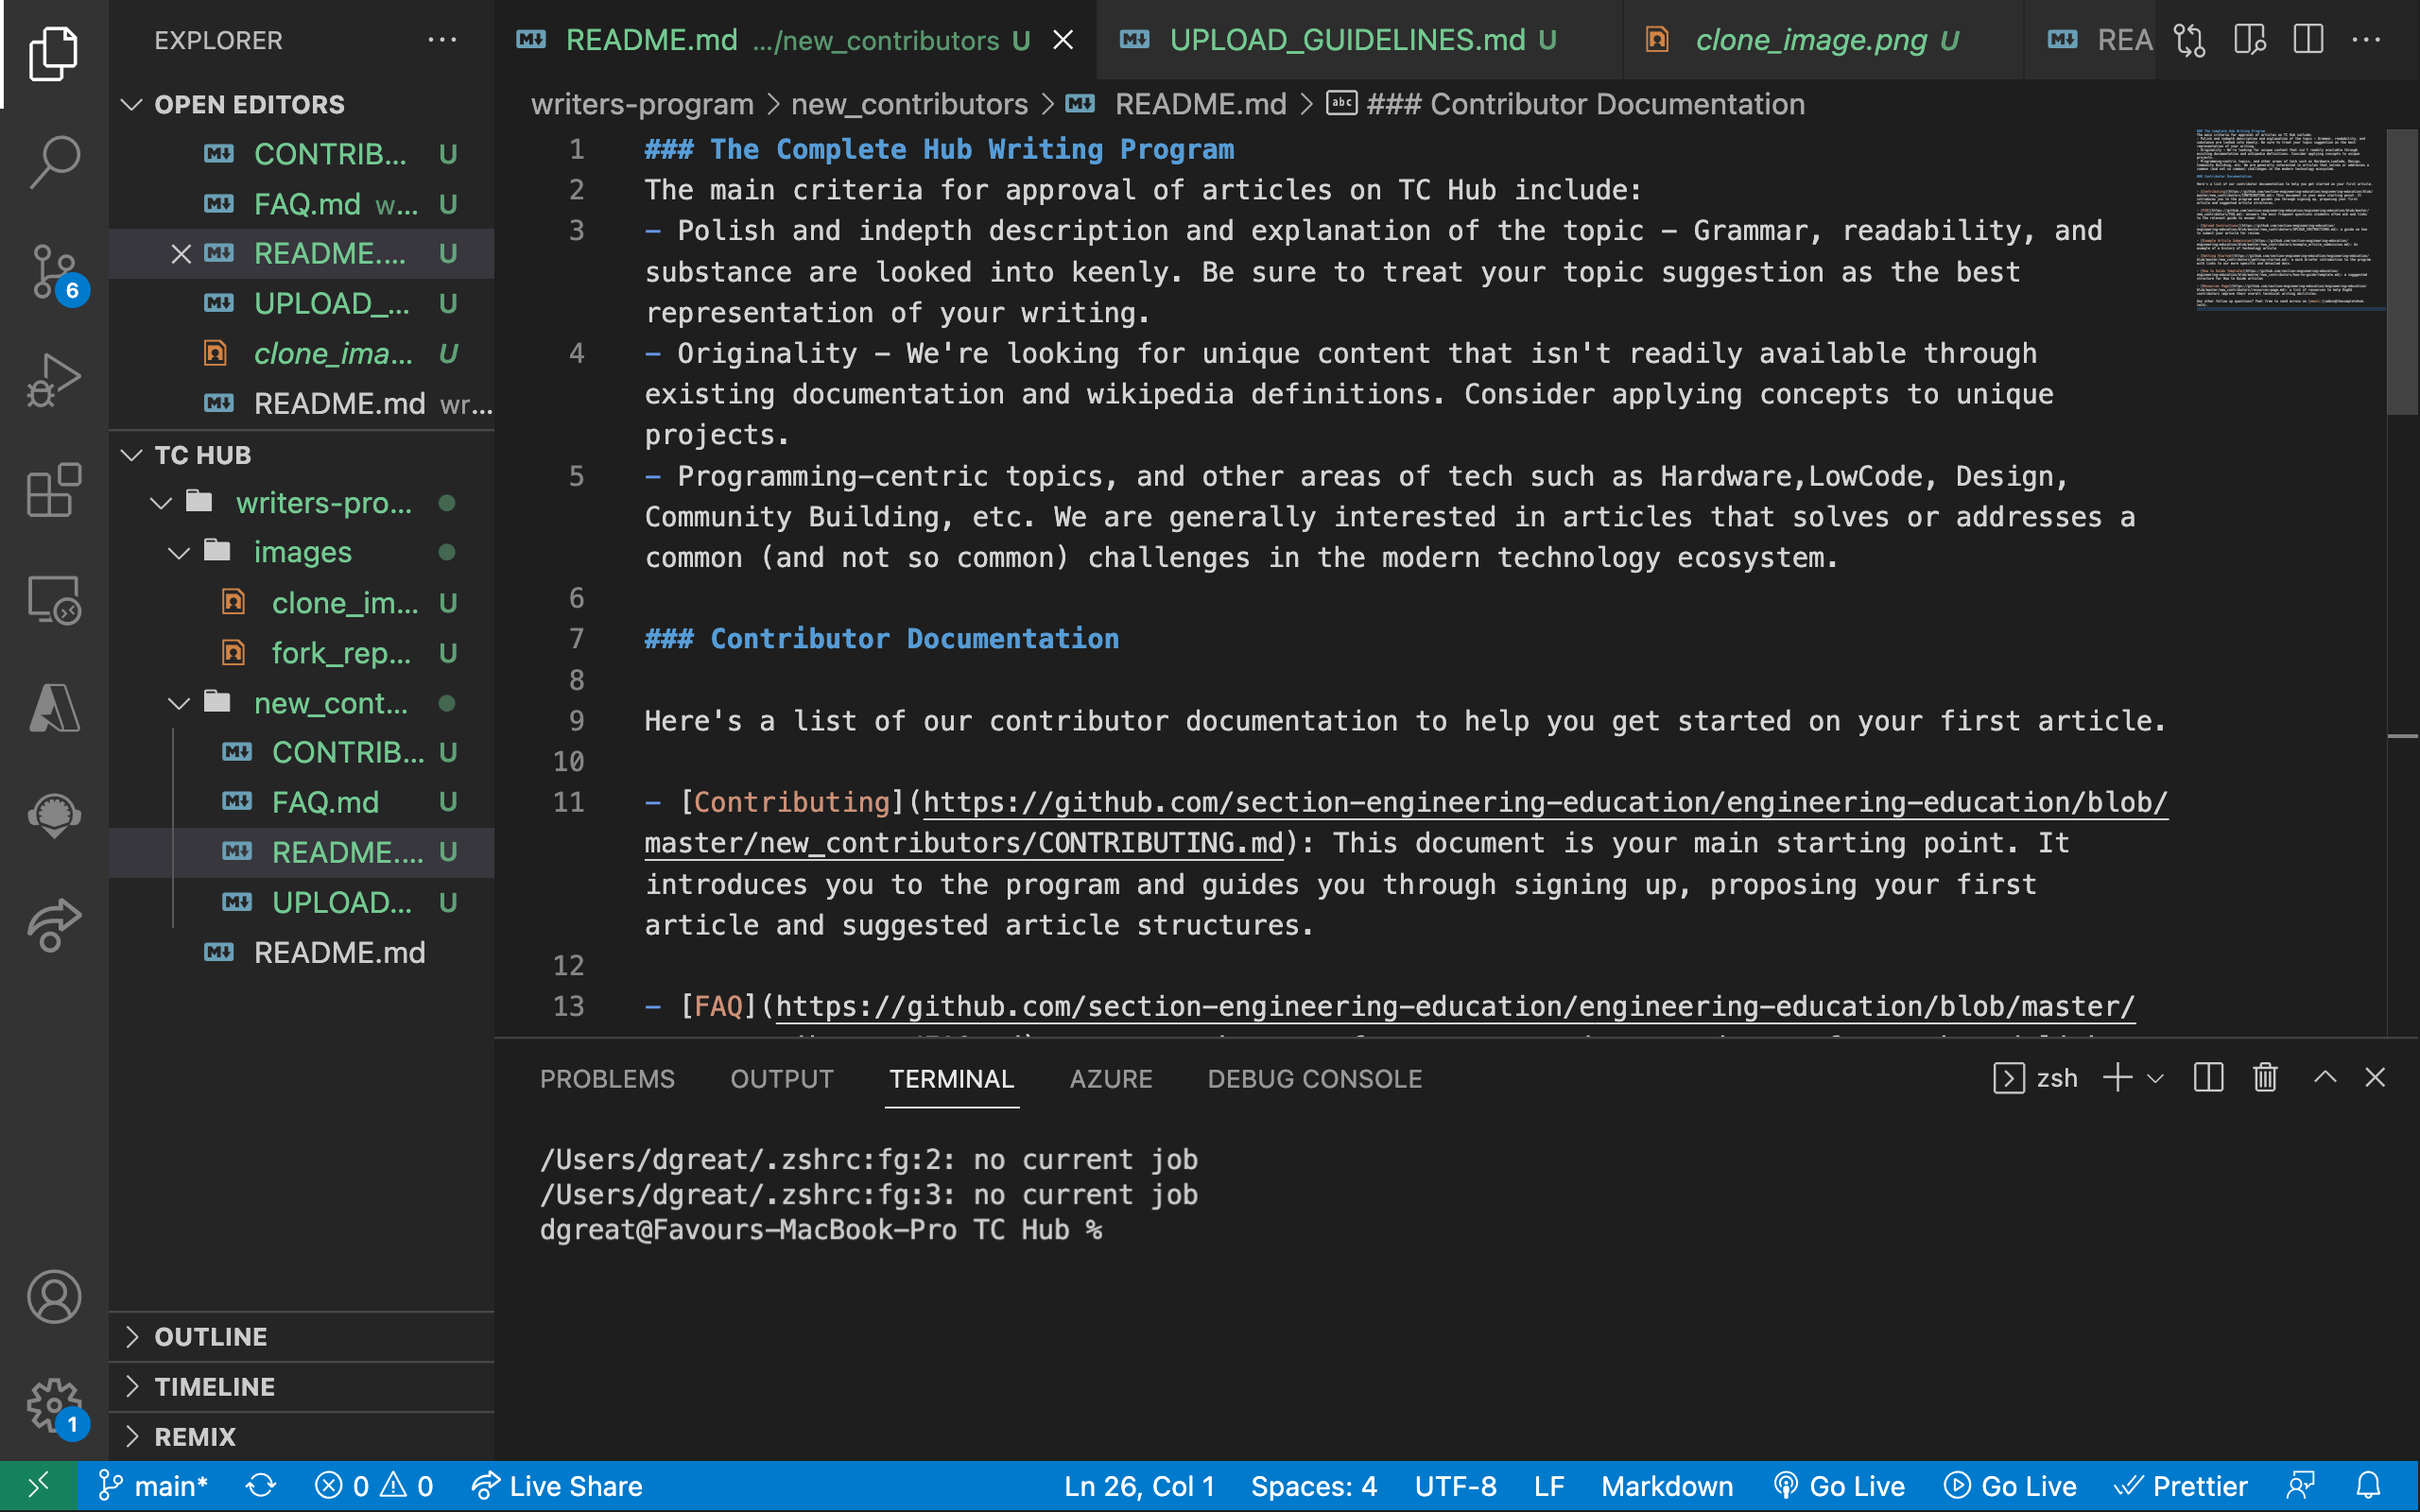 EXPLORER
OPEN EDITORS
CONTRIB... U
FAQ.md w... U
README.... U
UPLOAD_... U
clone_ima... U
README.md wr...
TC HUB
writers-pro...
images
clone_im... U
fork_rep... U
new_cont...
CONTRIB... U
FAQ.md U
README.... U
UPLOAD... U
README.md
OUTLINE
TIMELINE
REMIX
6
1
README.md .../new_contributors U
UPLOAD_GUIDELINES.md U
clone_image.png U
REA
writers-program > new_contributors > README.md > abc ### Contributor Documentation
1 ### The Complete Hub Writing Program
2 The main criteria for approval of articles on TC Hub include:
3 - Polish and indepth description and explanation of the topic - Grammar, readability, and
substance are looked into keenly. Be sure to treat your topic suggestion as the best
representation of your writing.
4 - Originality - We're looking for unique content that isn't readily available through
existing documentation and wikipedia definitions. Consider applying concepts to unique
projects.
5 - Programming-centric topics, and other areas of tech such as Hardware,LowCode, Design,
Community Building, etc. We are generally interested in articles that solves or addresses a
common (and not so common) challenges in the modern technology ecosystem.
6
7 ### Contributor Documentation
8
9 Here's a list of our contributor documentation to help you get started on your first article.
10
11 - [Contributing](https://github.com/section-engineering-education/engineering-education/blob/
master/new_contributors/CONTRIBUTING.md): This document is your main starting point. It
introduces you to the program and guides you through signing up, proposing your first
article and suggested article structures.
12
13 - [FAQ](https://github.com/section-engineering-education/engineering-education/blob/master/
PROBLEMS OUTPUT TERMINAL AZURE DEBUG CONSOLE
zsh
/Users/dgreat/.zshrc:fg:2: no current job
/Users/dgreat/.zshrc:fg:3: no current job
dgreat@Favours-MacBook-Pro TC Hub %
main* 0 0 Live Share Ln 26, Col 1 Spaces: 4 UTF-8 LF Markdown Go Live Go Live Prettier